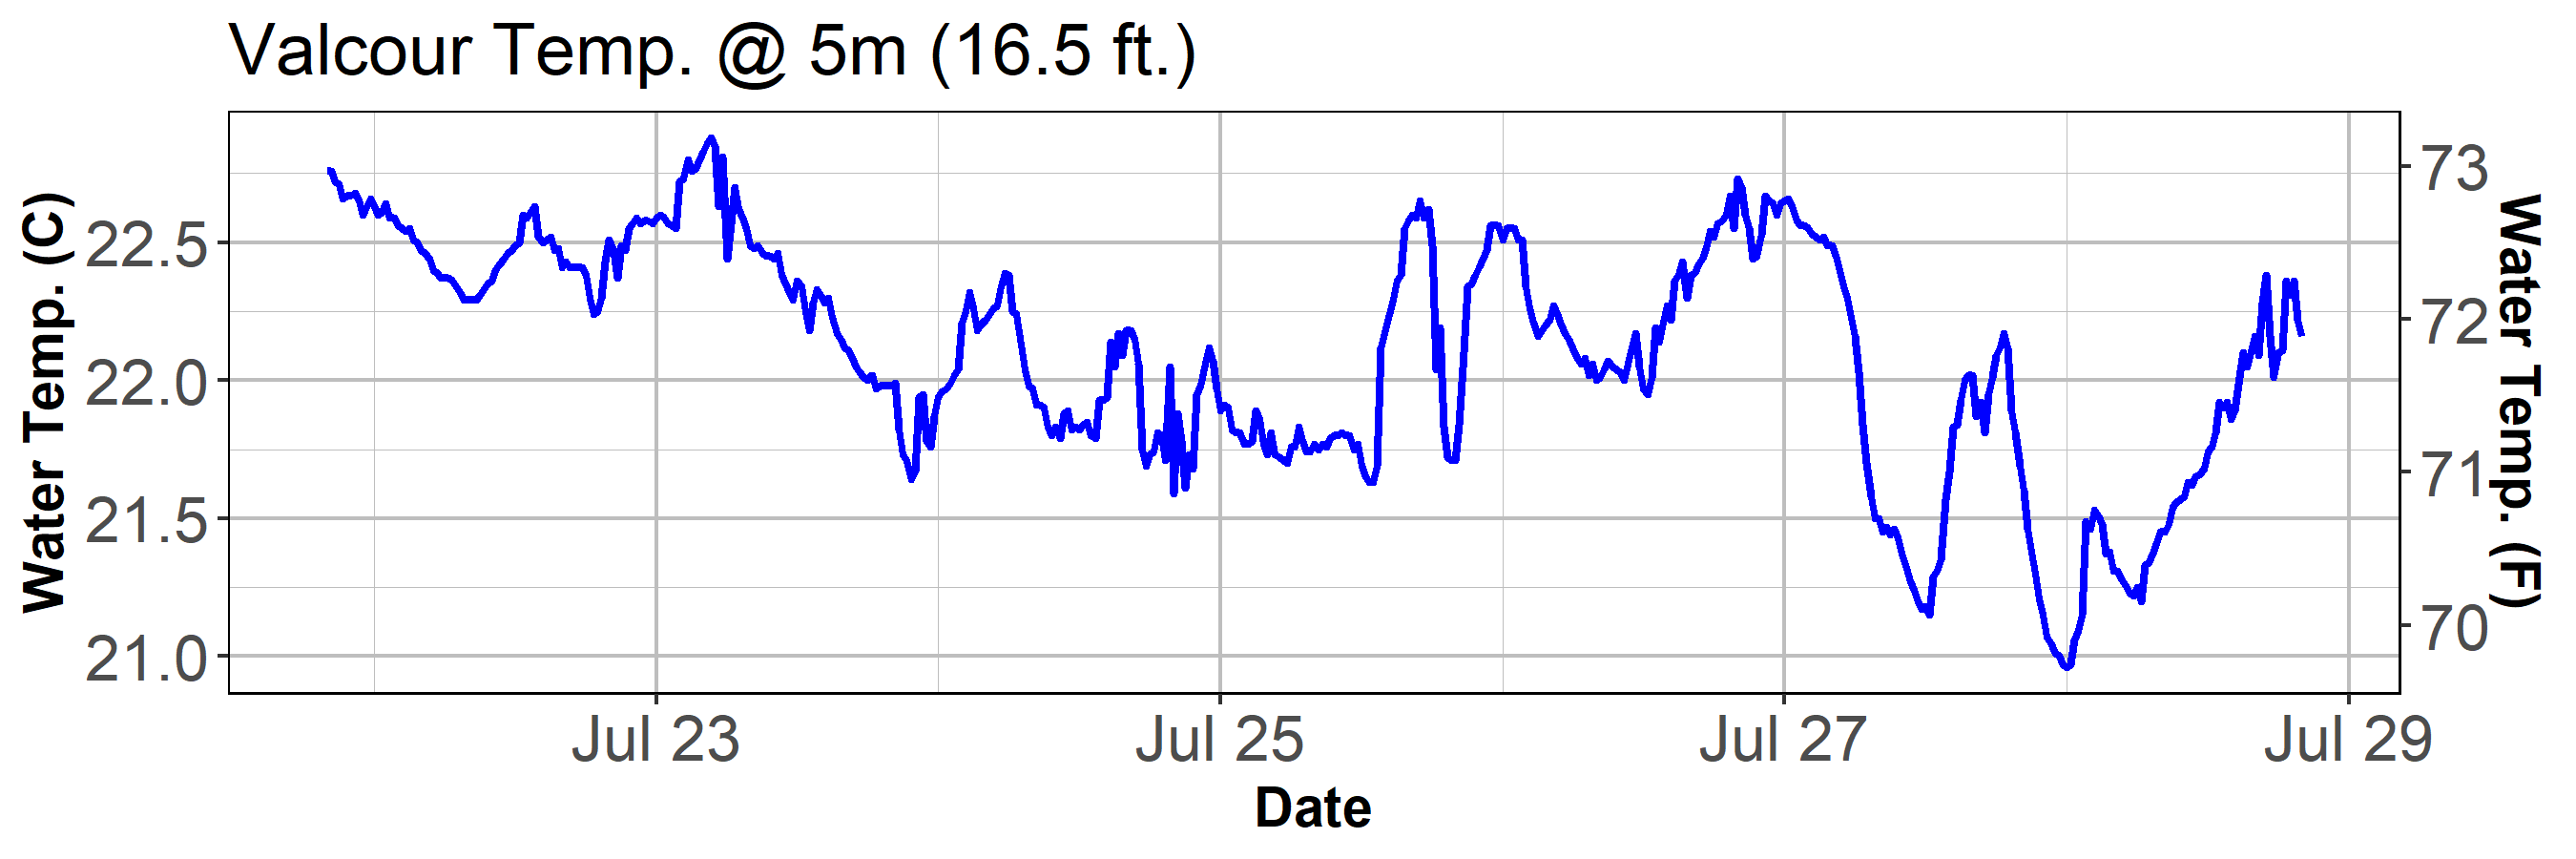 Valcour Temp. @ 5m (16.5 ft.)
Water Temp. (C)
22.5
22.0
21.5
21.0
73
72
71
70
Water Temp. (F)
Jul 23
Jul 25
Jul 27
Jul 29
Date